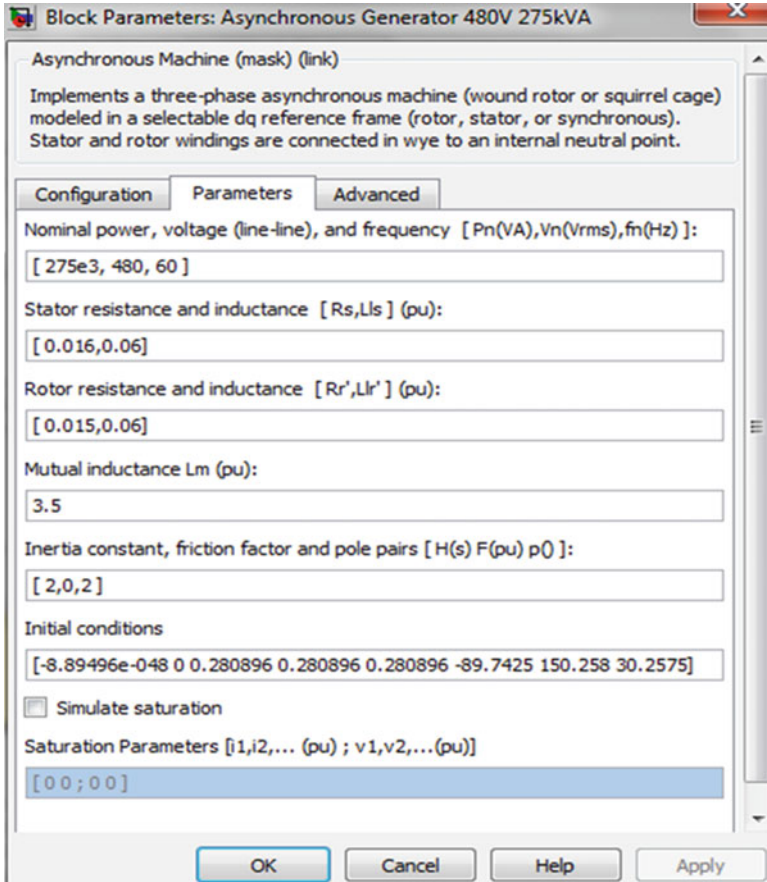 Block Parameters: Asynchronous Generator 480V 275kVA
Asynchronous Machine (mask) (link)
Implements a three-phase asynchronous machine (wound rotor or squirrel cage)
modeled in a selectable dq reference frame (rotor, stator, or synchronous).
Stator and rotor windings are connected in wye to an internal neutral point.
Configuration Parameters Advanced
Nominal power, voltage (line-line), and frequency [ Pn(VA),Vn(Vrms),fn(Hz) ]:
[ 275e3, 480, 60 ]
Stator resistance and inductance [ Rs,Lls ] (pu):
[ 0.016,0.06]
Rotor resistance and inductance [ Rr',Llr' ] (pu):
[ 0.015,0.06]
Mutual inductance Lm (pu):
3.5
Inertia constant, friction factor and pole pairs [ H(s) F(pu) p() ]:
[ 2,0,2 ]
Initial conditions
[-8.89496e-048 0 0.280896 0.280896 0.280896 -89.7425 150.258 30.2575]
Simulate saturation
Saturation Parameters [i1,i2,... (pu) ; v1,v2,...(pu)]
[ 0 0 ; 0 0 ]
OK Cancel Help Apply